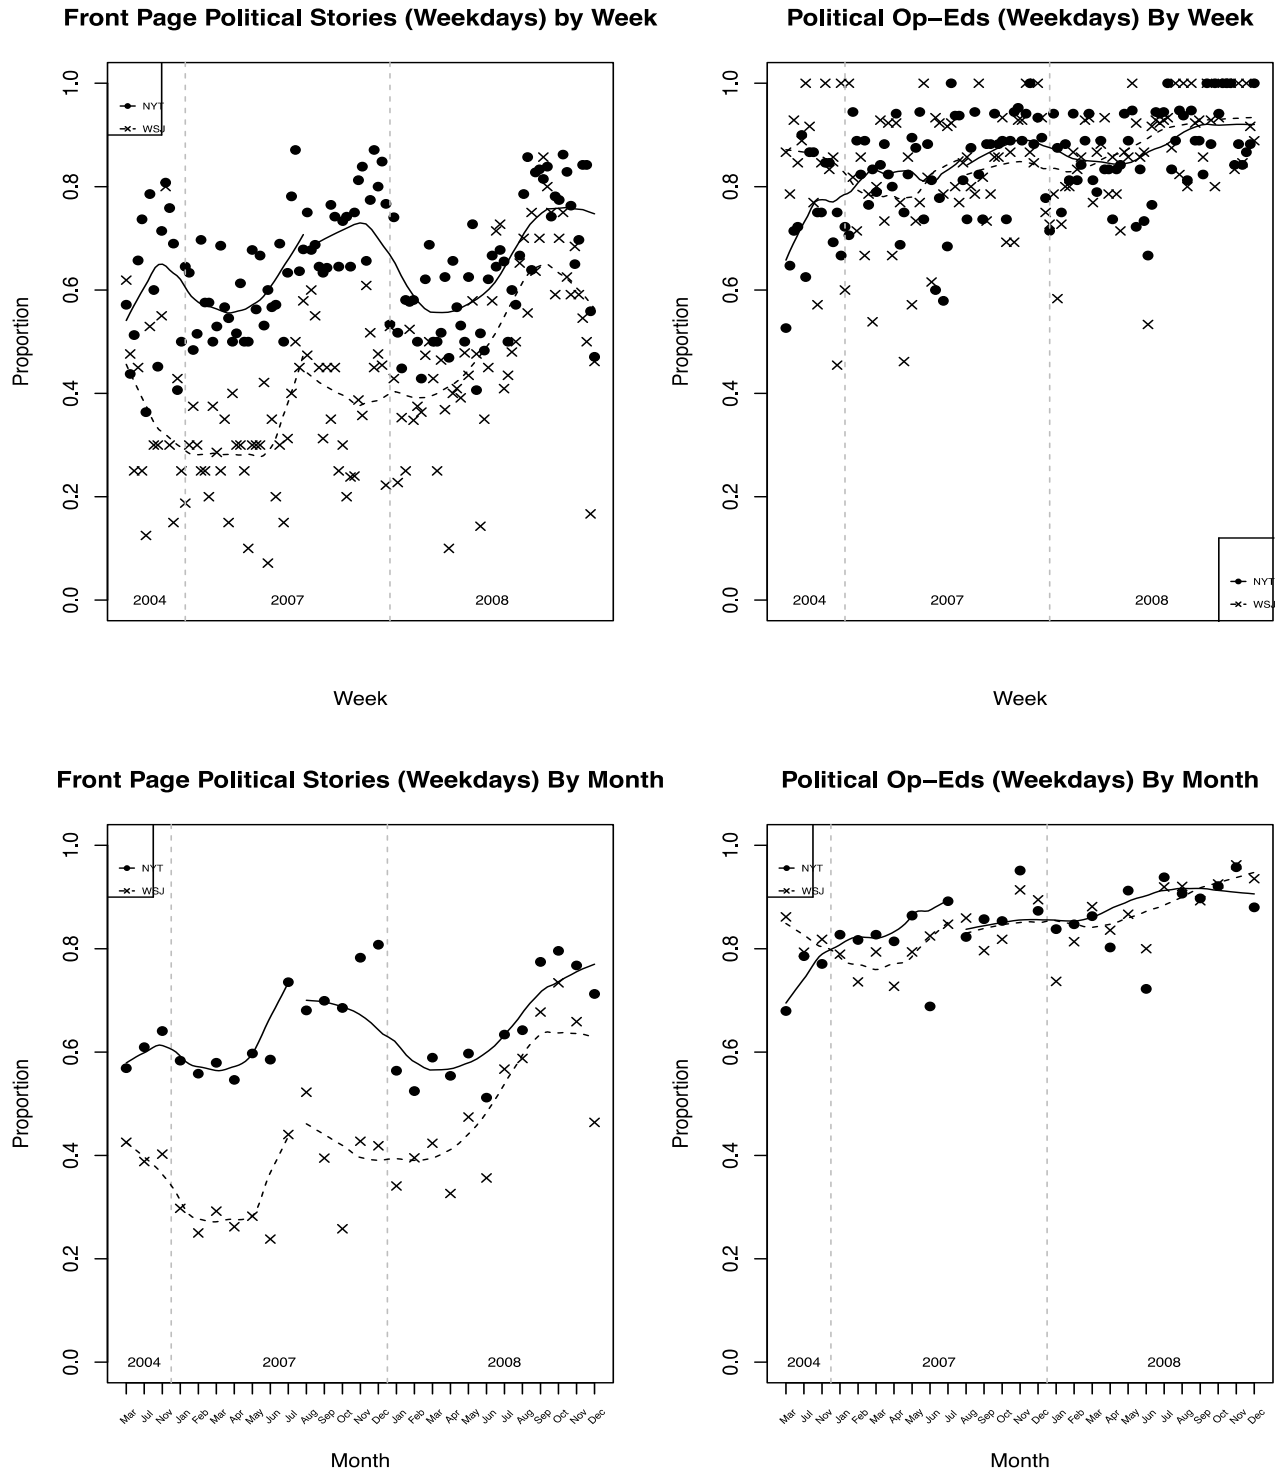 Front Page Political Stories (Weekdays) by Week
1.0
0.8
0.6
0.4
0.2
0.0
Proportion
NYT
WSJ
2004 2007 2008
Week
Political Op–Eds (Weekdays) By Week
1.0
0.8
0.6
0.4
0.2
0.0
Proportion
NYT
WSJ
2004 2007 2008
Week
Front Page Political Stories (Weekdays) By Month
1.0
0.8
0.6
0.4
0.2
0.0
Proportion
NYT
WSJ
2004 2007 2008
Mar Jul Nov Jan Feb Mar Apr May Jun Jul Aug Sep Oct Nov Dec Jan Feb Mar Apr May Jun Jul Aug Sep Oct Nov Dec
Month
Political Op–Eds (Weekdays) By Month
1.0
0.8
0.6
0.4
0.2
0.0
Proportion
NYT
WSJ
2004 2007 2008
Mar Jul Nov Jan Feb Mar Apr May Jun Jul Aug Sep Oct Nov Dec Jan Feb Mar Apr May Jun Jul Aug Sep Oct Nov Dec
Month